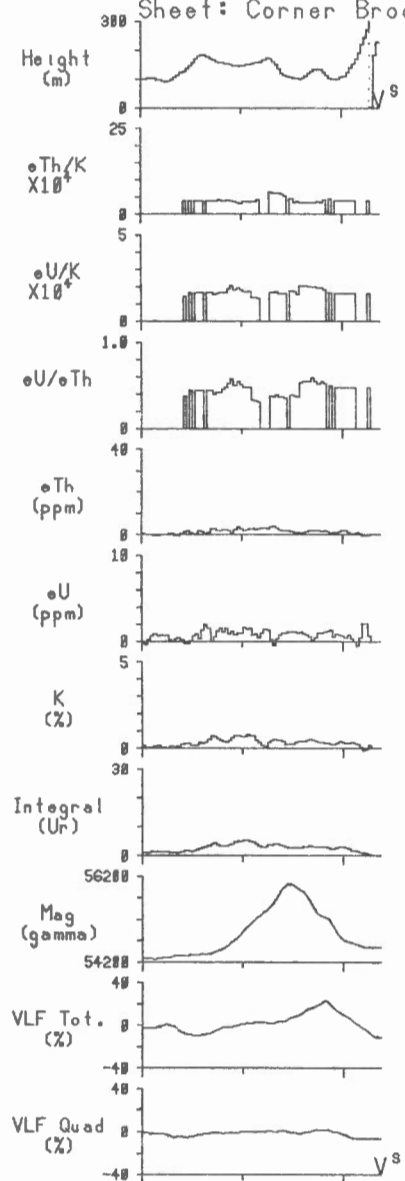 Sheet: Corner Broo
300
Height
(m)
0
V S
25
eTh/K
X10⁴
0
5
eU/K
X10⁴
0
1.0
eU/eTh
0
40
eTh
(ppm)
0
10
eU
(ppm)
0
5
K
(%)
0
30
Integral
(Ur)
0
56200
Mag
(gamma)
54200
40
VLF Tot.
0
(%)
-40
40
VLF Quad
0
(%)
-40
V S